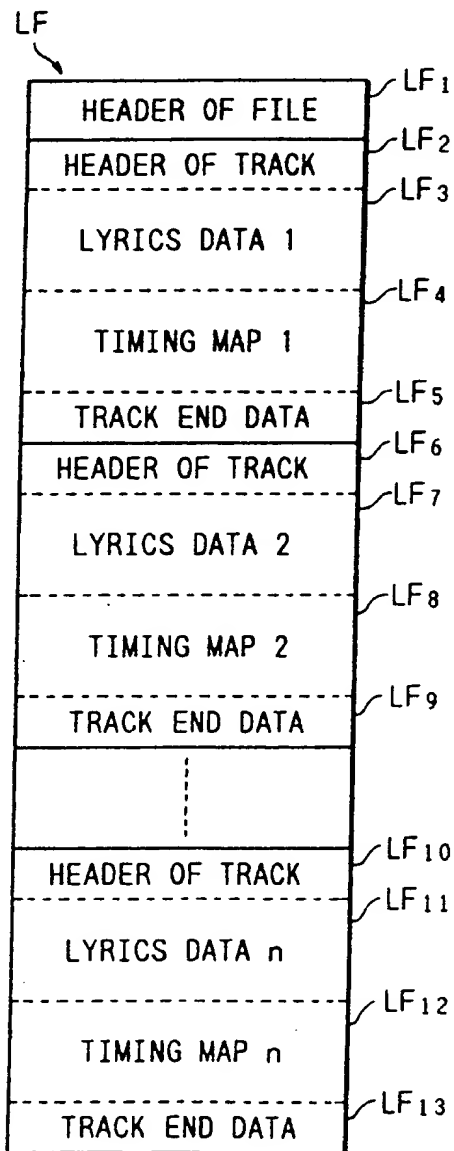 LF
LF1
HEADER OF FILE
LF2
HEADER OF TRACK
LF3
LYRICS DATA 1
LF4
TIMING MAP 1
LF5
TRACK END DATA
LF6
HEADER OF TRACK
LF7
LYRICS DATA 2
LF8
TIMING MAP 2
LF9
TRACK END DATA
LF10
HEADER OF TRACK
LF11
LYRICS DATA n
LF12
TIMING MAP n
LF13
TRACK END DATA